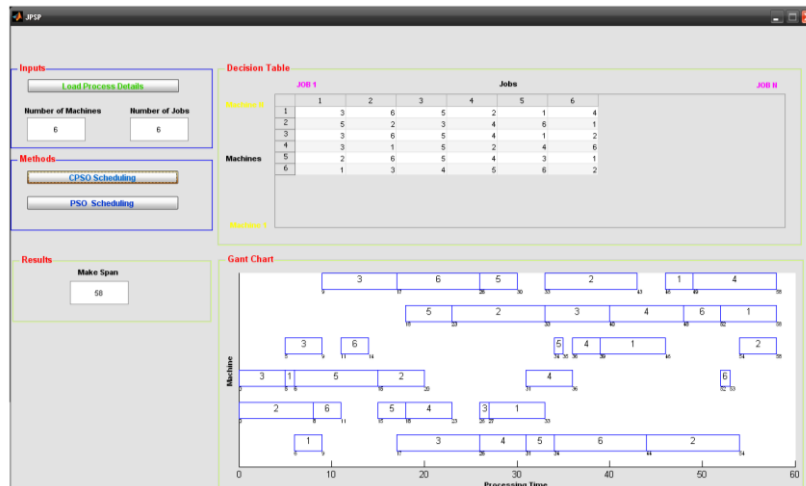 JPSP
Inputs
Load Process Details
Number of Machines Number of Jobs
6 6
Methods
CPSO Scheduling
PSO Scheduling
Results
Make Span
58
Decision Table
JOB 1 Jobs JOB N
Machines
1 2 3 4 5 6
1 3 6 5 2 1 4
2 5 2 3 4 6 1
3 3 6 5 4 1 2
4 3 1 5 2 4 6
5 2 6 5 4 3 1
6 1 3 4 5 6 2
Gant Chart
Machine
3 6 5 2 1 4
5 2 3 4 6 1
3 6 5 4 1 2
3 1 5 2 4 6
2 6 5 4 3 1
1 3 4 5 6 2
0 10 20 30 40 50 60
Processing Time